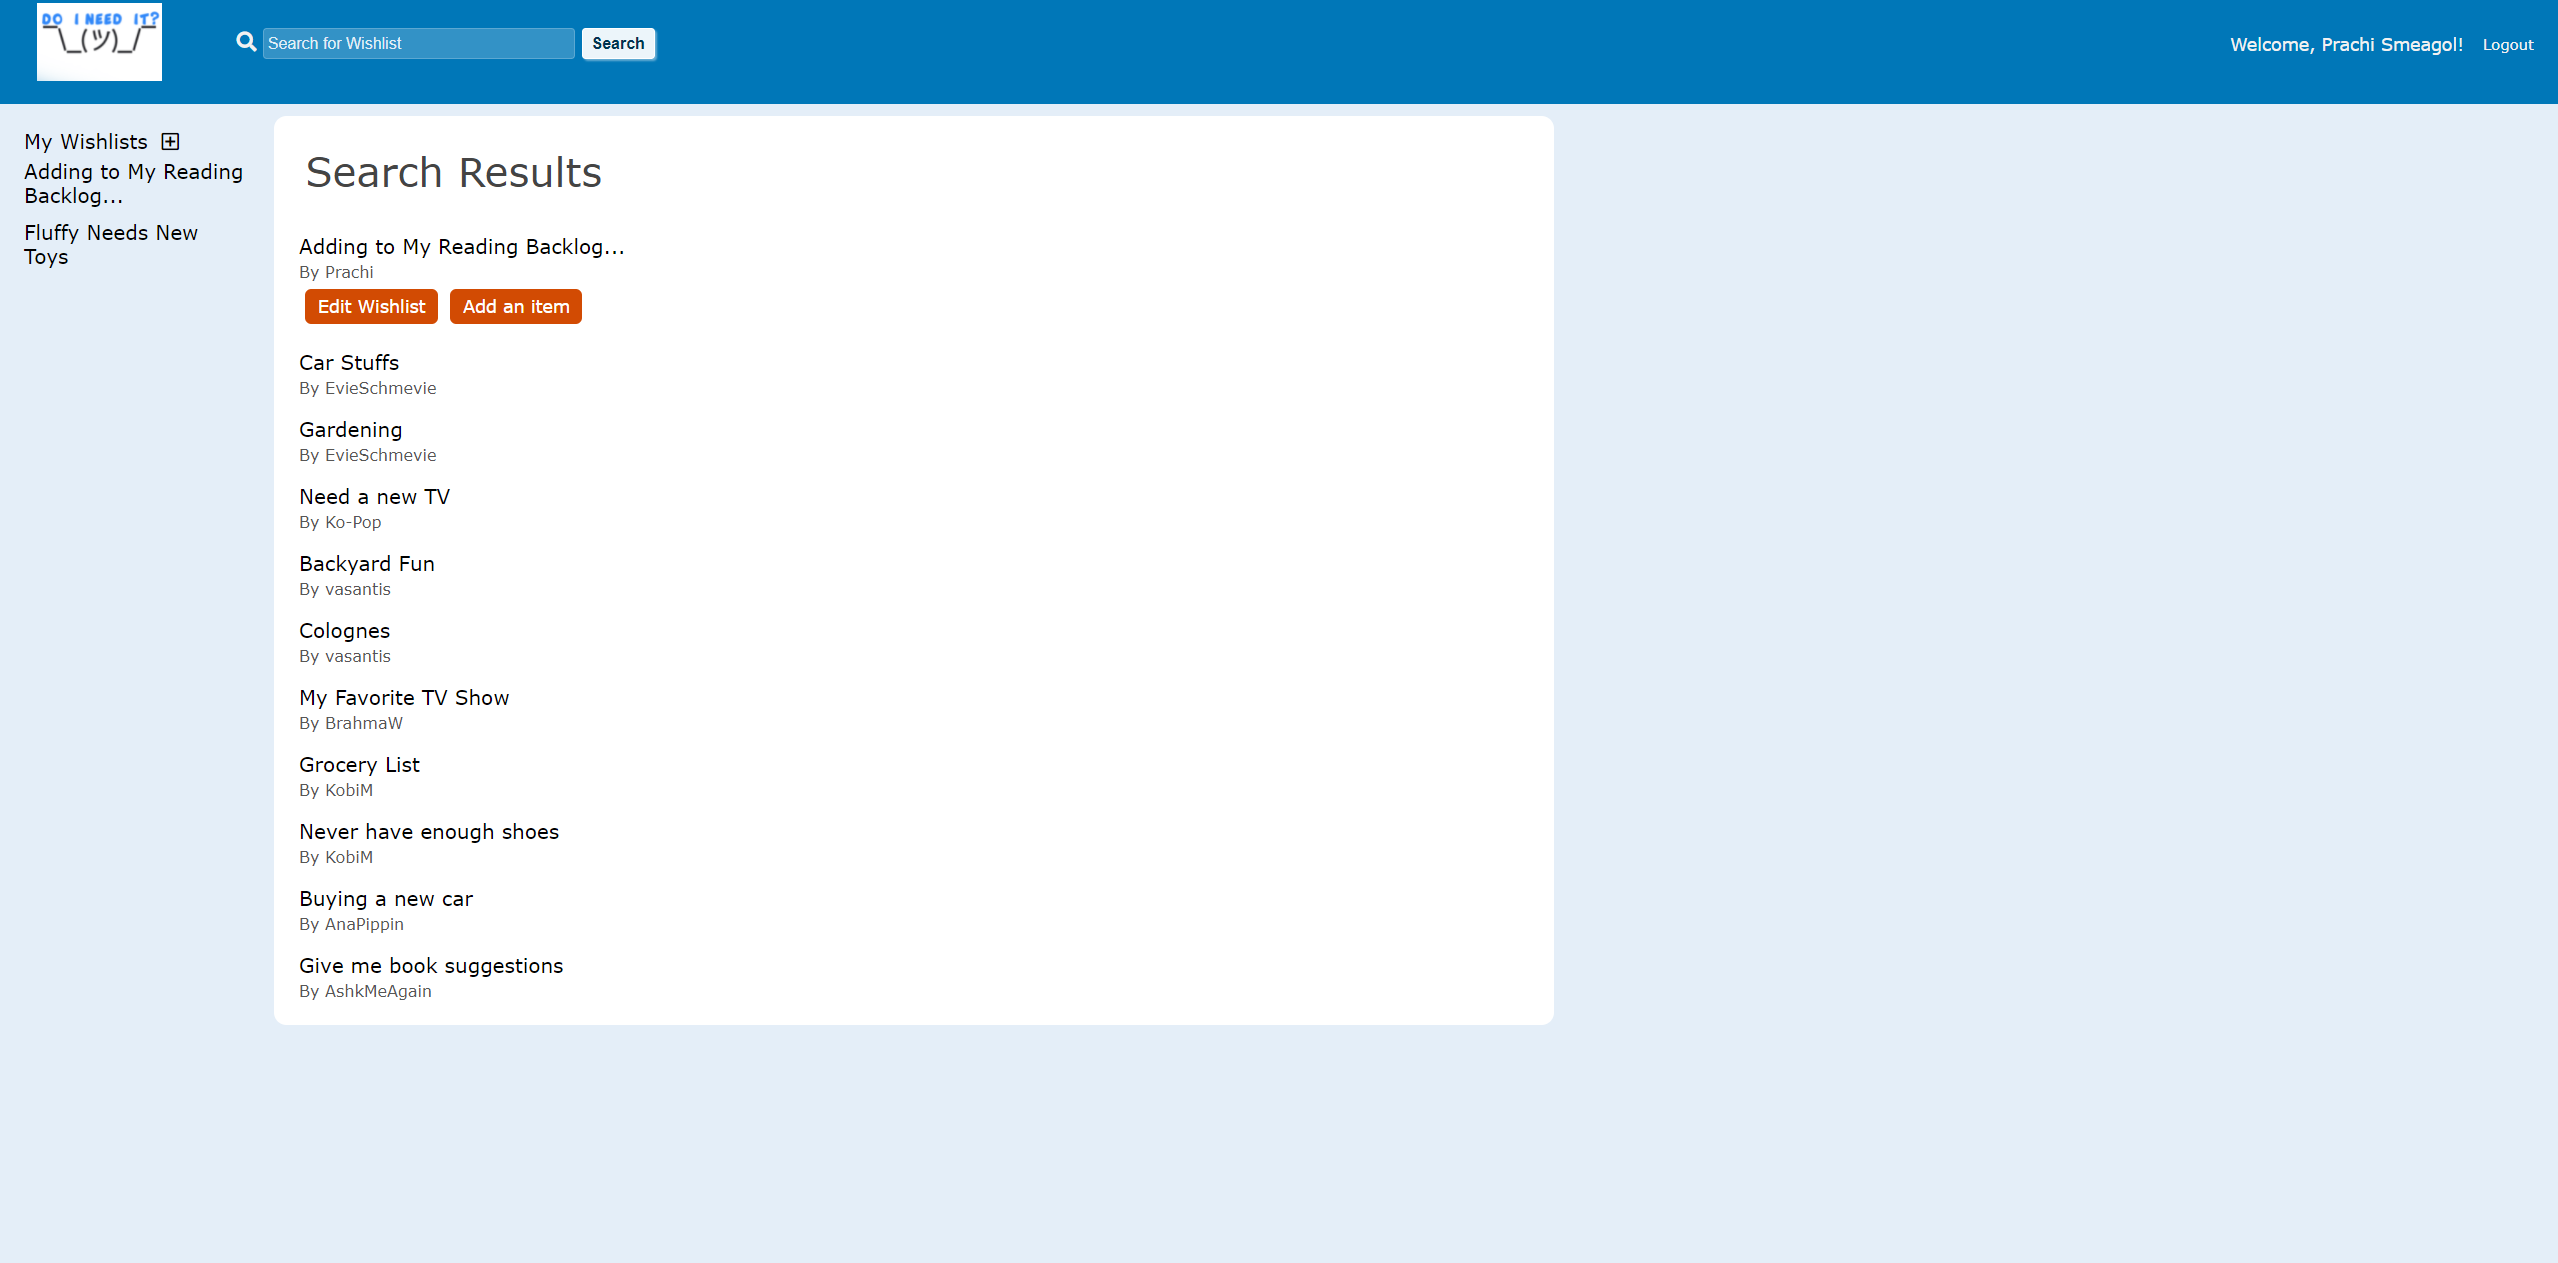 DO I NEED IT?
¯\_(ツ)_/¯
Search for Wishlist
Search
Welcome, Prachi Smeagol!
Logout
My Wishlists
Adding to My Reading
Backlog...
Fluffy Needs New
Toys
Search Results
Adding to My Reading Backlog...
By Prachi
Edit Wishlist
Add an item
Car Stuffs
By EvieSchmevie
Gardening
By EvieSchmevie
Need a new TV
By Ko-Pop
Backyard Fun
By vasantis
Colognes
By vasantis
My Favorite TV Show
By BrahmaW
Grocery List
By KobiM
Never have enough shoes
By KobiM
Buying a new car
By AnaPippin
Give me book suggestions
By AshkMeAgain